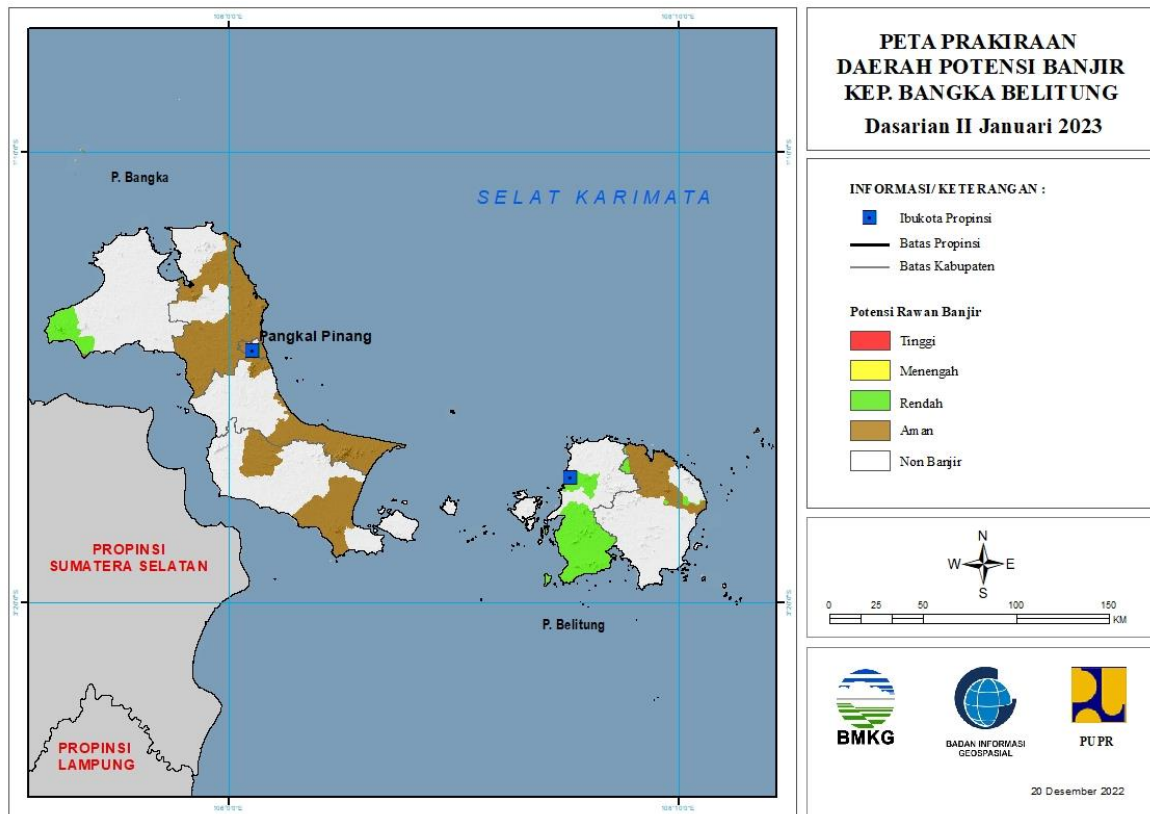 PETA PRAKIRAAN
DAERAH POTENSI BANJIR
KEP. BANGKA BELITUNG
Dasarian II Januari 2023
P. Bangka
SELAT KARIMATA
Pangkal Pinang
PROPINSI
SUMATERA SELATAN
P. Belitung
PROPINSI
LAMPUNG
INFORMASI/ KETERANGAN :
Ibukota Propinsi
Batas Propinsi
Batas Kabupaten
Potensi Rawan Banjir
Tinggi
Menengah
Rendah
Aman
Non Banjir
N
W E
S
0 25 50 100 150
KM
BMKG
BADAN INFORMASI
GEOSPASIAL
PUPR
20 Desember 2022